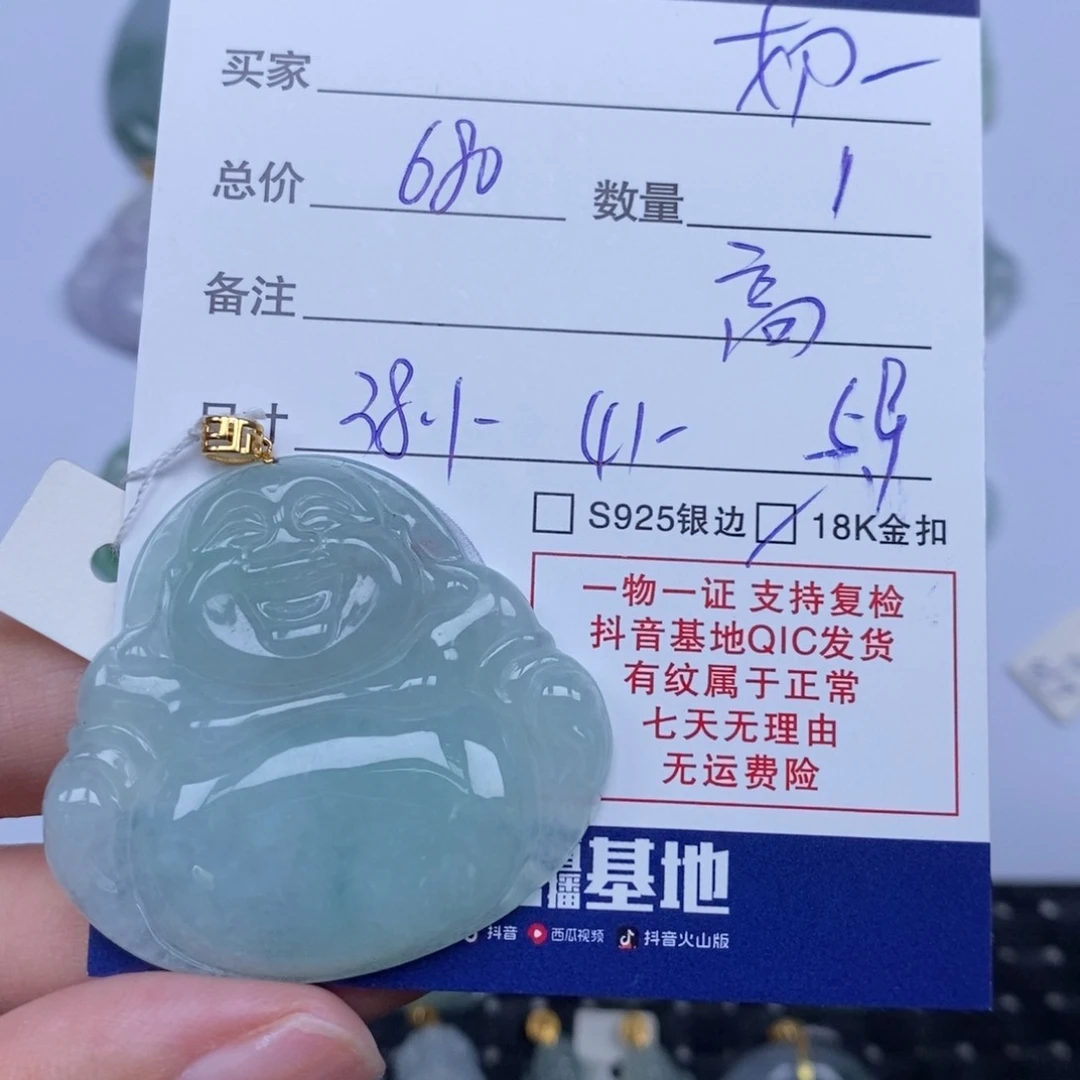 买家 郑一
总价 680 数量 1
备注 高
尺寸 38.1- 41- 5.9
S925银边 18K金扣
一物一证 支持复检
抖音基地QIC发货
有纹属于正常
七天无理由
无运费险
播基地
抖音 西瓜视频 抖音火山版